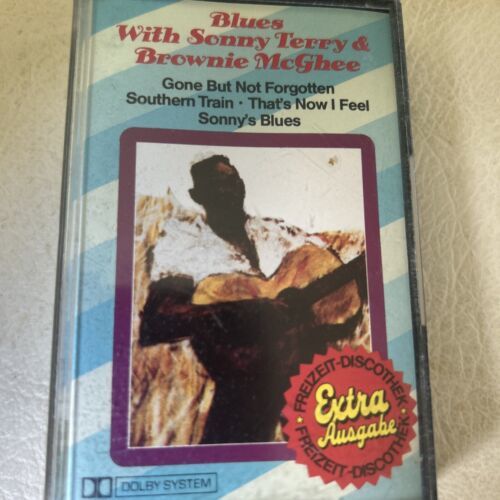 Blues
With Sonny Terry &
Brownie McGhee
Gone But Not Forgotten
Southern Train · That's Now I Feel
Sonny's Blues
FREIZEIT-DISCOTHEK
Extra
Ausgabe
FREIZEIT-DISCOTHEK
DOLBY SYSTEM